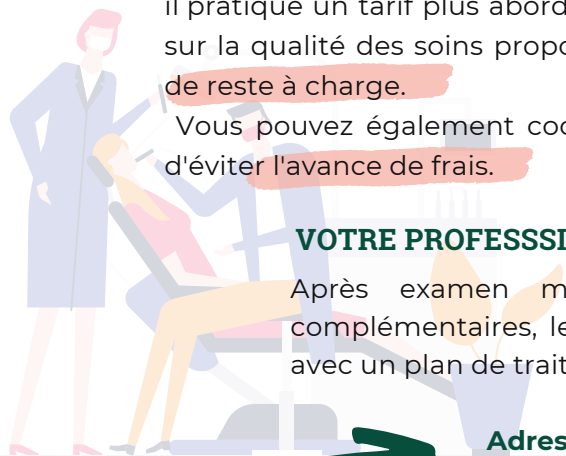 il pratique un tarif plus abord
sur la qualité des soins propo
de reste à charge.
Vous pouvez également coo
d'éviter l'avance de frais.
VOTRE PROFESSSI
Après examen m
complémentaires, le
avec un plan de trait
Adres